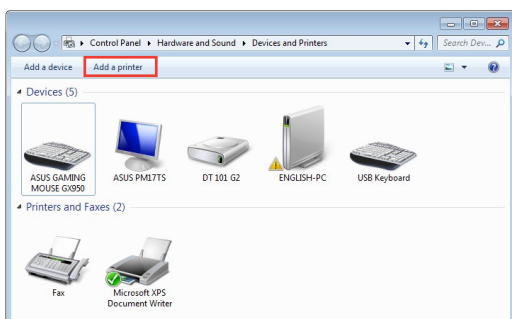 Control Panel ▸ Hardware and Sound ▸ Devices and Printers
Search Dev...
Add a device Add a printer
Devices (5)
ASUS GAMING
MOUSE GX950
ASUS PM17TS
DT 101 G2
ENGLISH-PC
USB Keyboard
Printers and Faxes (2)
Fax
Microsoft XPS
Document Writer